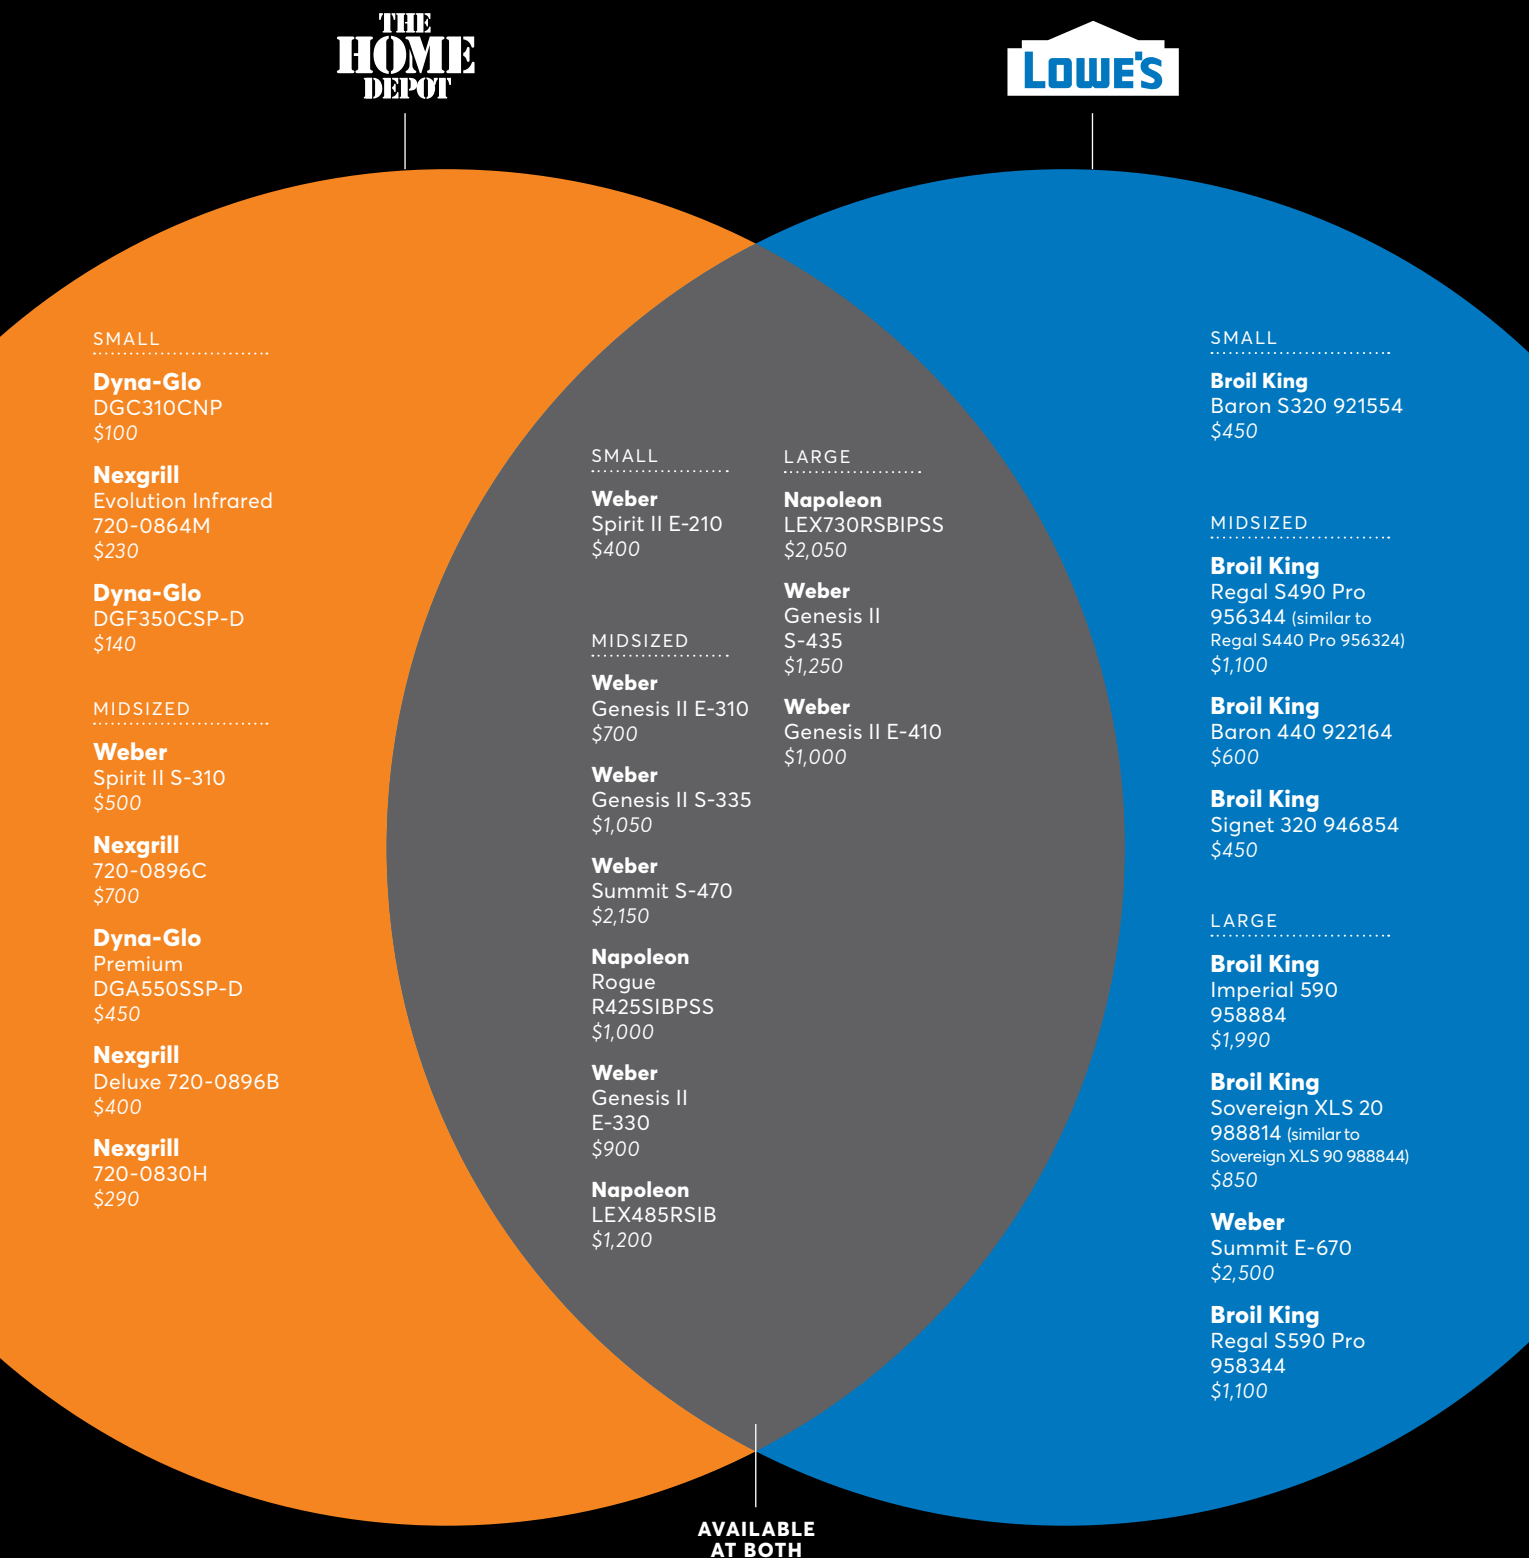 THE
HOME
DEPOT
LOWE'S
SMALL
Dyna-Glo
DGC310CNP
$100
Nexgrill
Evolution Infrared
720-0864M
$230
Dyna-Glo
DGF350CSP-D
$140
MIDSIZED
Weber
Spirit II S-310
$500
Nexgrill
720-0896C
$700
Dyna-Glo
Premium
DGA550SSP-D
$450
Nexgrill
Deluxe 720-0896B
$400
Nexgrill
720-0830H
$290
SMALL
Weber
Spirit II E-210
$400
MIDSIZED
Weber
Genesis II E-310
$700
Weber
Genesis II S-335
$1,050
Weber
Summit S-470
$2,150
Napoleon
Rogue
R425SIBPSS
$1,000
Weber
Genesis II
E-330
$900
Napoleon
LEX485RSIB
$1,200
LARGE
Napoleon
LEX730RSBIPSS
$2,050
Weber
Genesis II
S-435
$1,250
Weber
Genesis II E-410
$1,000
SMALL
Broil King
Baron S320 921554
$450
MIDSIZED
Broil King
Regal S490 Pro
956344 (similar to
Regal S440 Pro 956324)
$1,100
Broil King
Baron 440 922164
$600
Broil King
Signet 320 946854
$450
LARGE
Broil King
Imperial 590
958884
$1,990
Broil King
Sovereign XLS 20
988814 (similar to
Sovereign XLS 90 988844)
$850
Weber
Summit E-670
$2,500
Broil King
Regal S590 Pro
958344
$1,100
AVAILABLE
AT BOTH